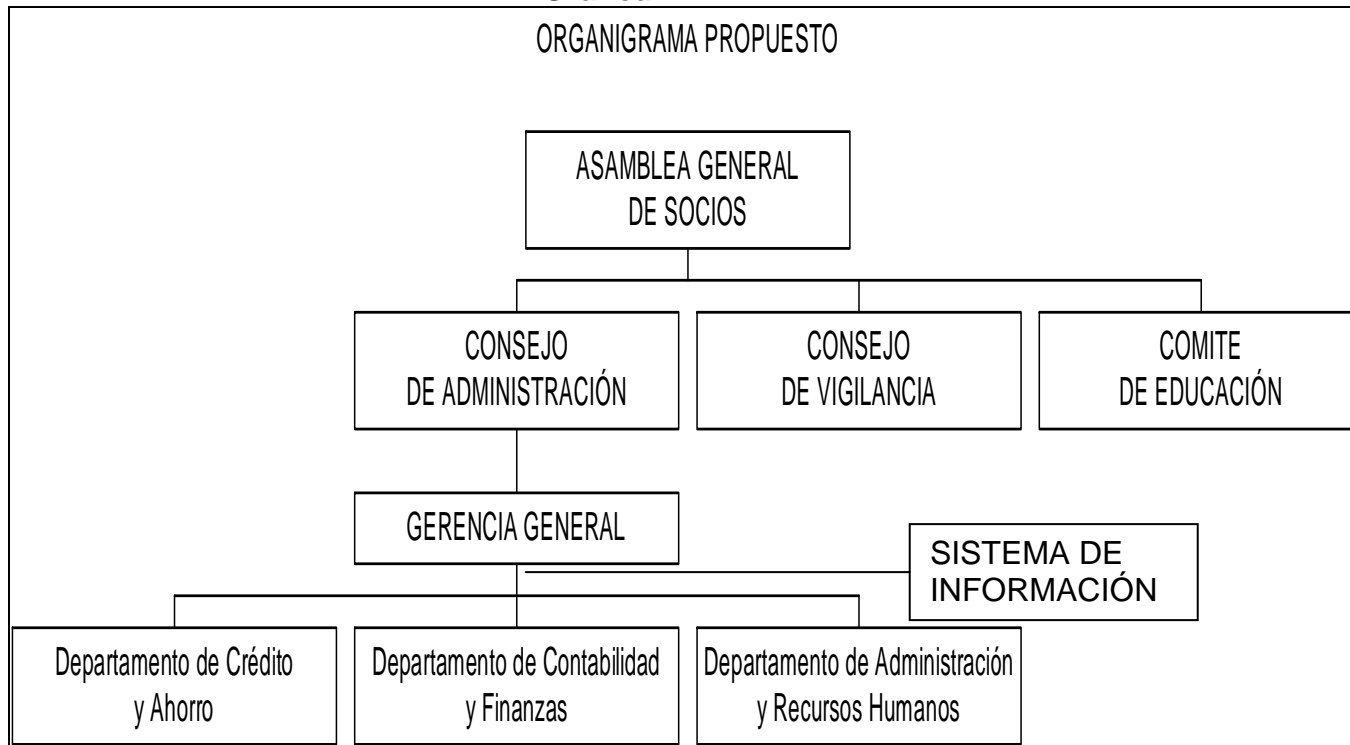 ORGANIGRAMA PROPUESTO
ASAMBLEA GENERAL
DE SOCIOS
CONSEJO
DE ADMINISTRACIÓN
CONSEJO
DE VIGILANCIA
COMITE
DE EDUCACIÓN
GERENCIA GENERAL
SISTEMA DE
INFORMACIÓN
Departamento de Crédito
y Ahorro
Departamento de Contabilidad
y Finanzas
Departamento de Administración
y Recursos Humanos